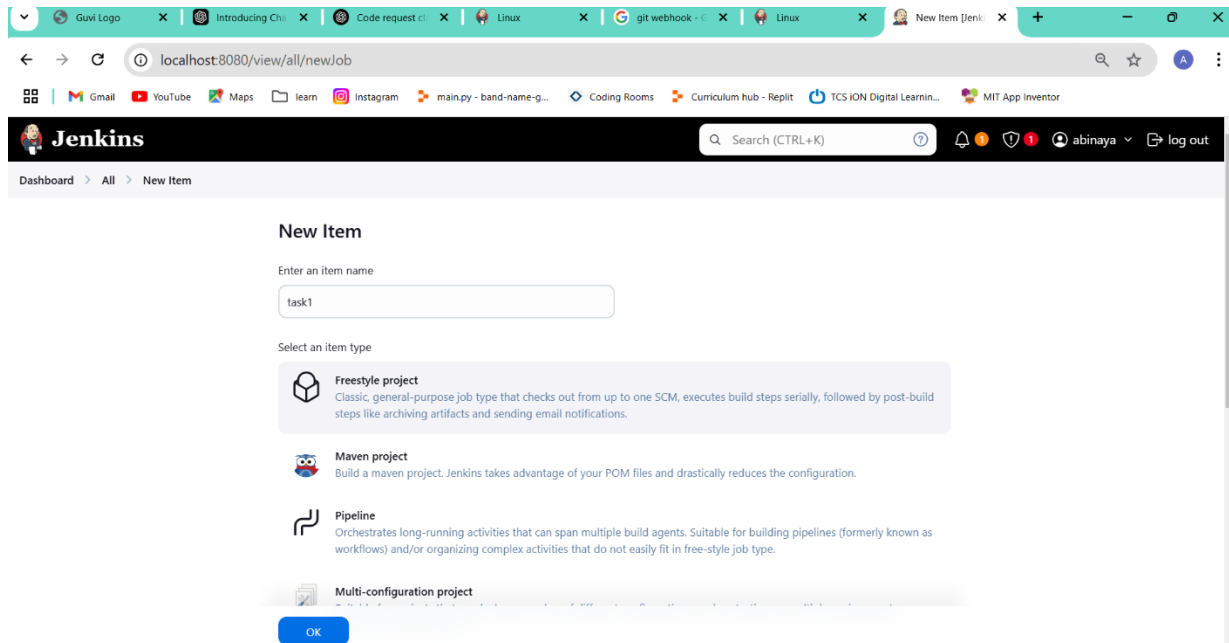 Guvi Logo
Introducing Cha
Code request cl
Linux
git webhook - G
Linux
New Item [Jenki
localhost:8080/view/all/newJob
A
Gmail
YouTube
Maps
learn
Instagram
main.py - band-name-g...
Coding Rooms
Curriculum hub - Replit
TCS iON Digital Learnin...
MIT App Inventor
Jenkins
Search (CTRL+K)
?
1
1
abinaya
log out
Dashboard > All > New Item
New Item
Enter an item name
task1
Select an item type
Freestyle project
Classic, general-purpose job type that checks out from up to one SCM, executes build steps serially, followed by post-build
steps like archiving artifacts and sending email notifications.
Maven project
Build a maven project. Jenkins takes advantage of your POM files and drastically reduces the configuration.
Pipeline
Orchestrates long-running activities that can span multiple build agents. Suitable for building pipelines (formerly known as
workflows) and/or organizing complex activities that do not easily fit in free-style job type.
Multi-configuration project
OK